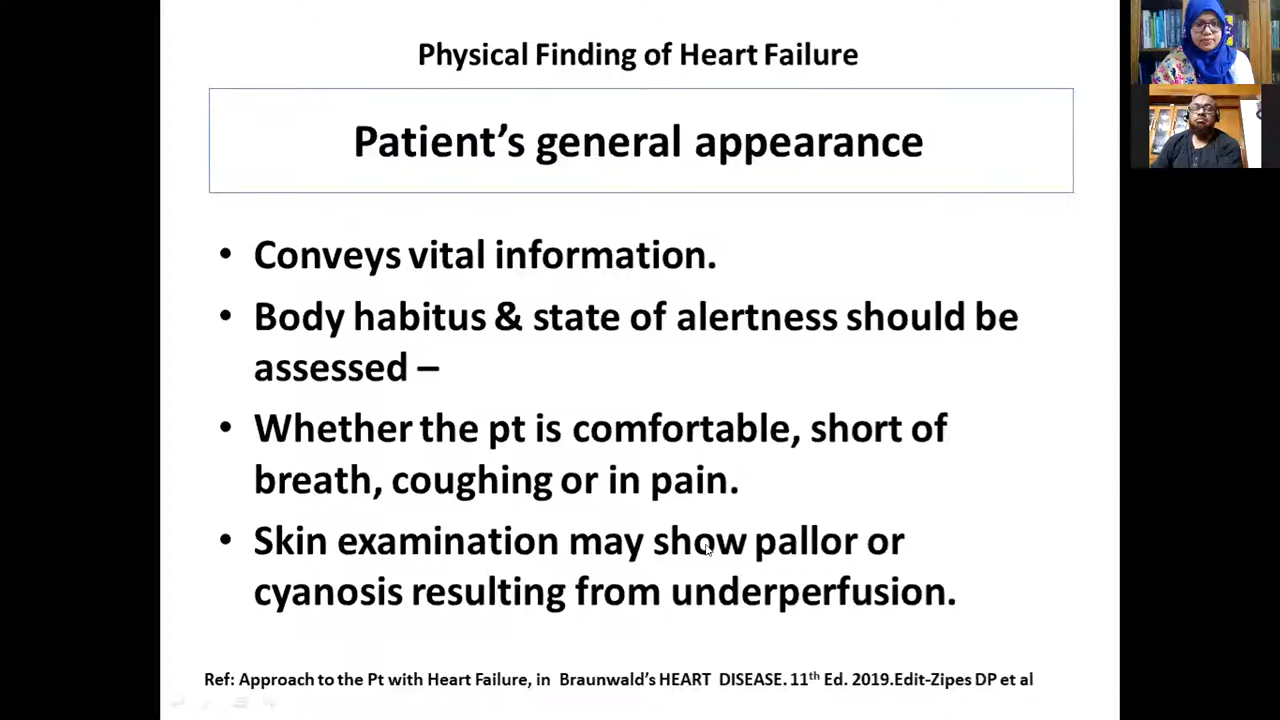 Physical Finding of Heart Failure
Patient’s general appearance
• Conveys vital information.
• Body habitus & state of alertness should be
assessed –
• Whether the pt is comfortable, short of
breath, coughing or in pain.
• Skin examination may show pallor or
cyanosis resulting from underperfusion.
Ref: Approach to the Pt with Heart Failure, in Braunwald’s HEART DISEASE. 11th Ed. 2019.Edit-Zipes DP et al